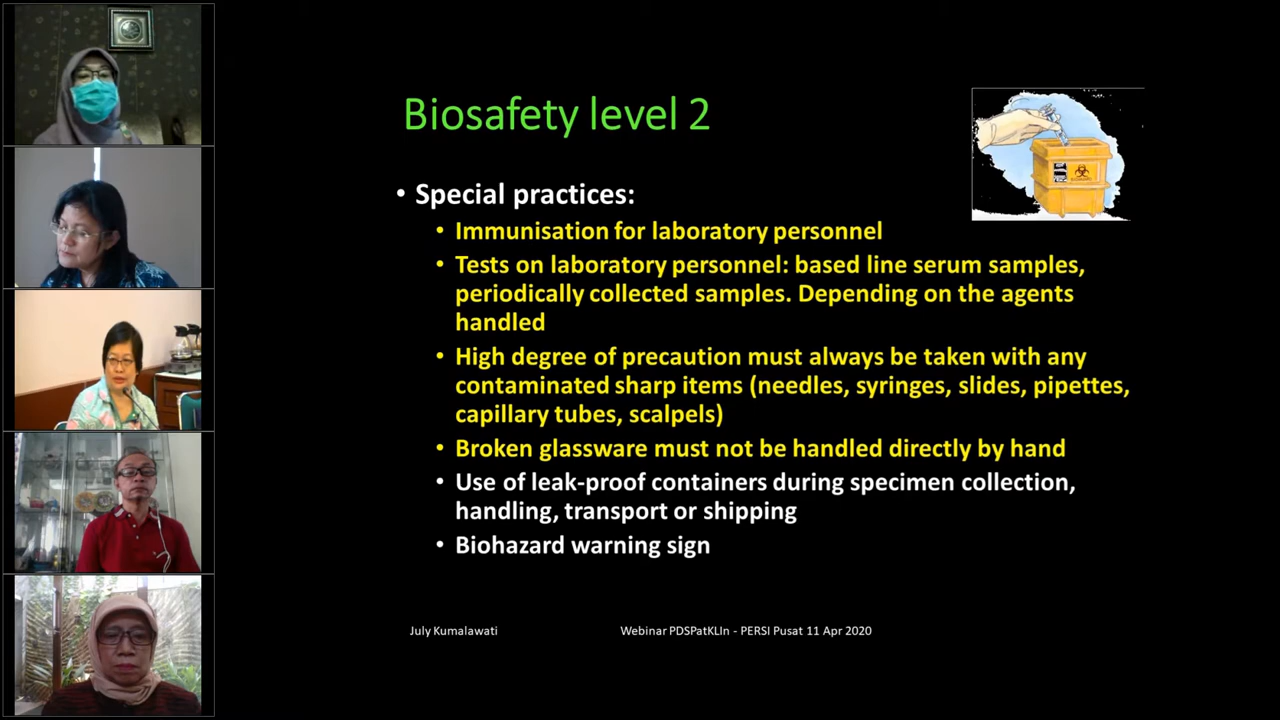 Biosafety level 2
• Special practices:
• Immunisation for laboratory personnel
• Tests on laboratory personnel: based line serum samples,
periodically collected samples. Depending on the agents
handled
• High degree of precaution must always be taken with any
contaminated sharp items (needles, syringes, slides, pipettes,
capillary tubes, scalpels)
• Broken glassware must not be handled directly by hand
• Use of leak-proof containers during specimen collection,
handling, transport or shipping
• Biohazard warning sign
July Kumalawati
Webinar PDSPatKLIn - PERSI Pusat 11 Apr 2020